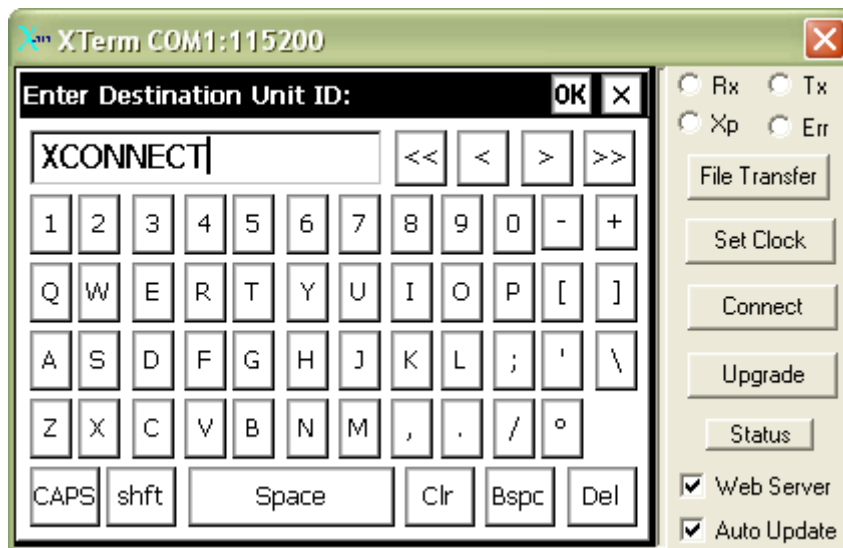 XTerm COM1:115200
Enter Destination Unit ID: OK ×
XCONNECT << < > >>
1 2 3 4 5 6 7 8 9 0 - +
Q W E R T Y U I O P [ ]
A S D F G H J K L ; ' \
Z X C V B N M , . / °
CAPS shft Space Clr Bspc Del
Rx Tx
Xp Err
File Transfer
Set Clock
Connect
Upgrade
Status
Web Server
Auto Update